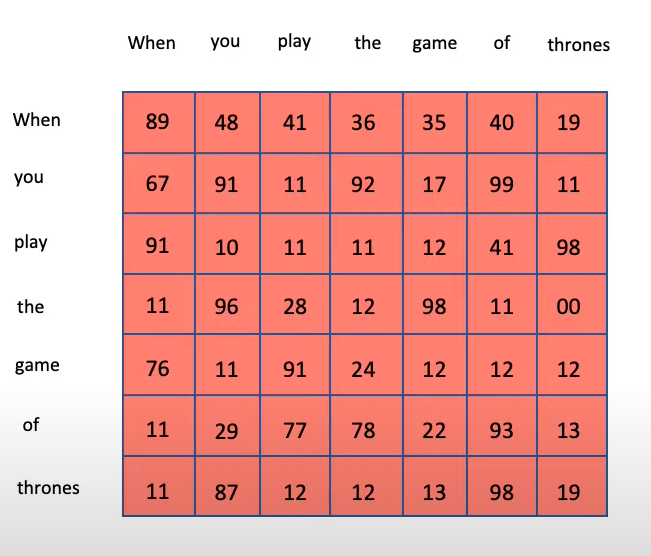 When you play the game of thrones
When 89 48 41 36 35 40 19
you 67 91 11 92 17 99 11
play 91 10 11 11 12 41 98
the 11 96 28 12 98 11 00
game 76 11 91 24 12 12 12
of 11 29 77 78 22 93 13
thrones 11 87 12 12 13 98 19